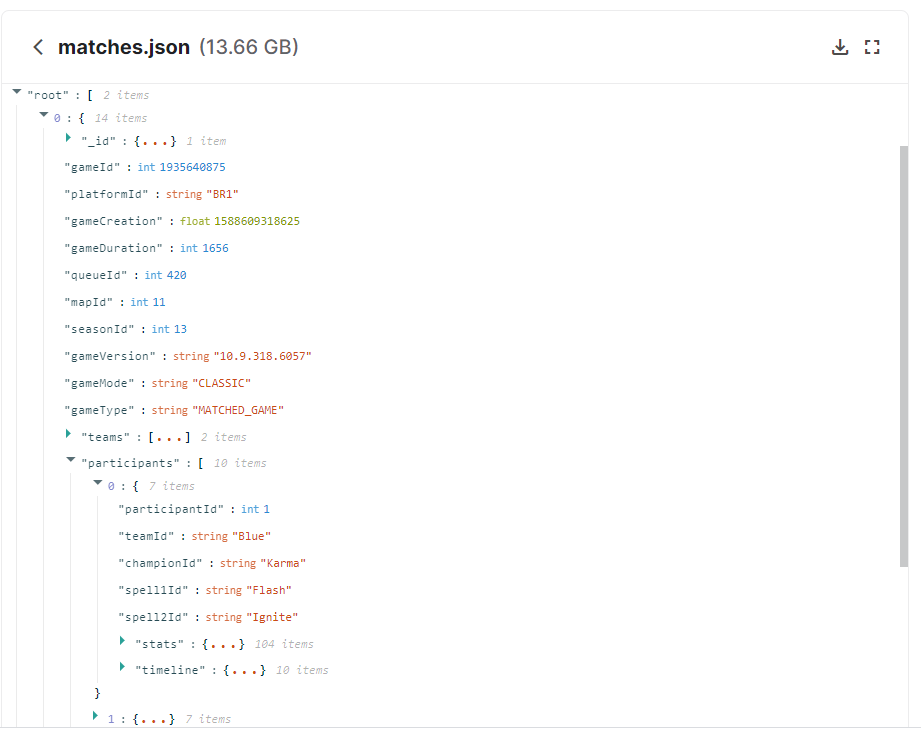 matches.json (13.66 GB)
"root" : [ 2 items
0 : { 14 items
"_id" : {...} 1 item
"gameId" : int 1935640875
"platformId" : string "BR1"
"gameCreation" : float 1588609318625
"gameDuration" : int 1656
"queueId" : int 420
"mapId" : int 11
"seasonId" : int 13
"gameVersion" : string "10.9.318.6057"
"gameMode" : string "CLASSIC"
"gameType" : string "MATCHED_GAME"
"teams" : [...] 2 items
"participants" : [ 10 items
0 : { 7 items
"participantId" : int 1
"teamId" : string "Blue"
"championId" : string "Karma"
"spell1Id" : string "Flash"
"spell2Id" : string "Ignite"
"stats" : {...} 104 items
"timeline" : {...} 10 items
}
1 : {...} 7 items